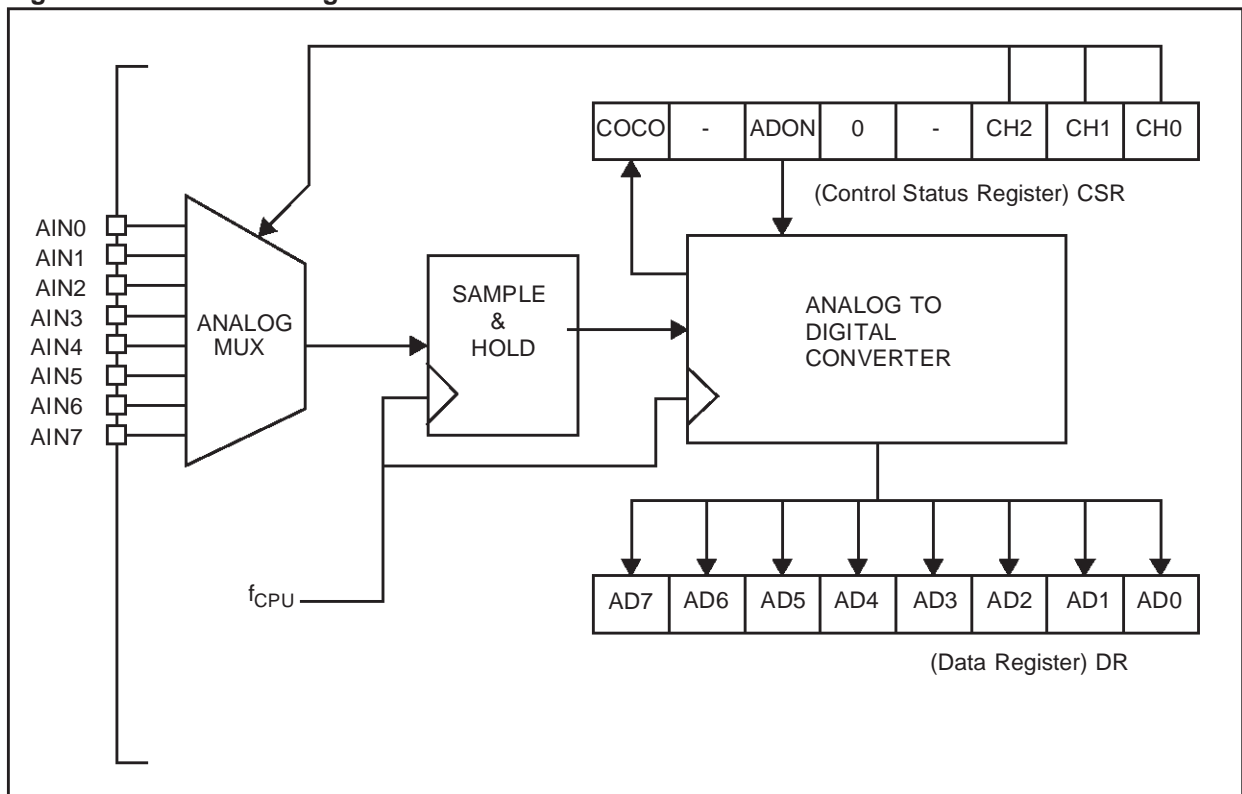 COCO - ADON 0 - CH2 CH1 CH0
(Control Status Register) CSR
AIN0
AIN1
AIN2
AIN3
AIN4
AIN5
AIN6
AIN7
ANALOG
MUX
SAMPLE
&
HOLD
ANALOG TO
DIGITAL
CONVERTER
fCPU
AD7 AD6 AD5 AD4 AD3 AD2 AD1 AD0
(Data Register) DR